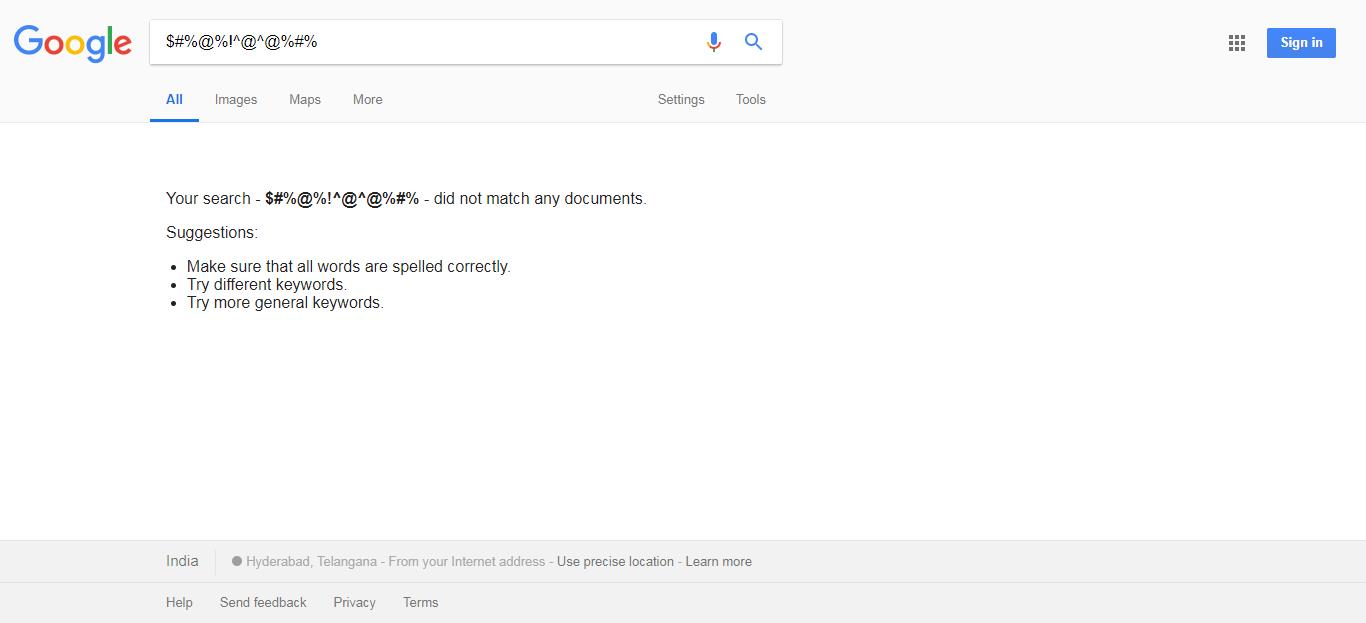 Google
$#%@%!^@^@%#%
Sign in
All Images Maps More Settings Tools
Your search - $#%@%!^@^@%#% - did not match any documents.
Suggestions:
Make sure that all words are spelled correctly.
Try different keywords.
Try more general keywords.
India Hyderabad, Telangana - From your Internet address - Use precise location - Learn more
Help Send feedback Privacy Terms